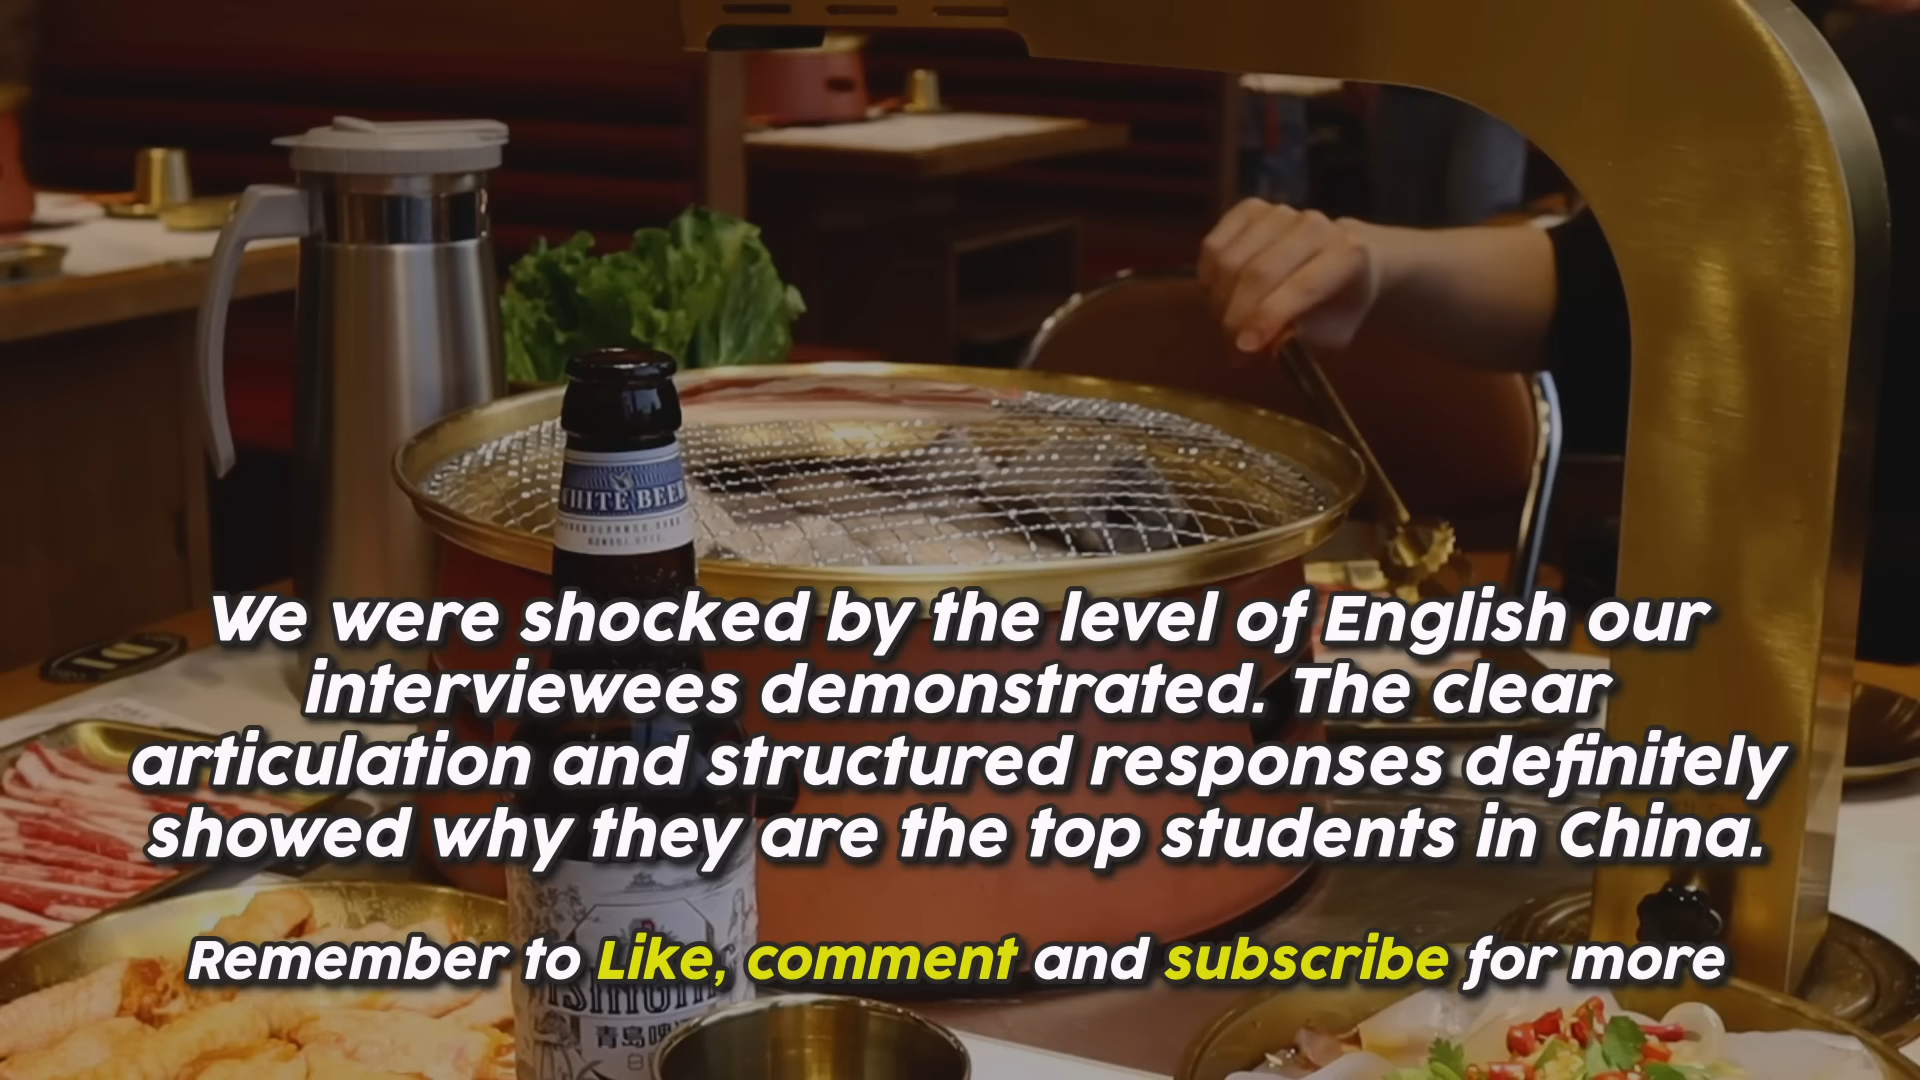 WHITE BEER
We were shocked by the level of English our
interviewees demonstrated. The clear
articulation and structured responses definitely
showed why they are the top students in China.
Remember to Like, comment and subscribe for more
青岛啤